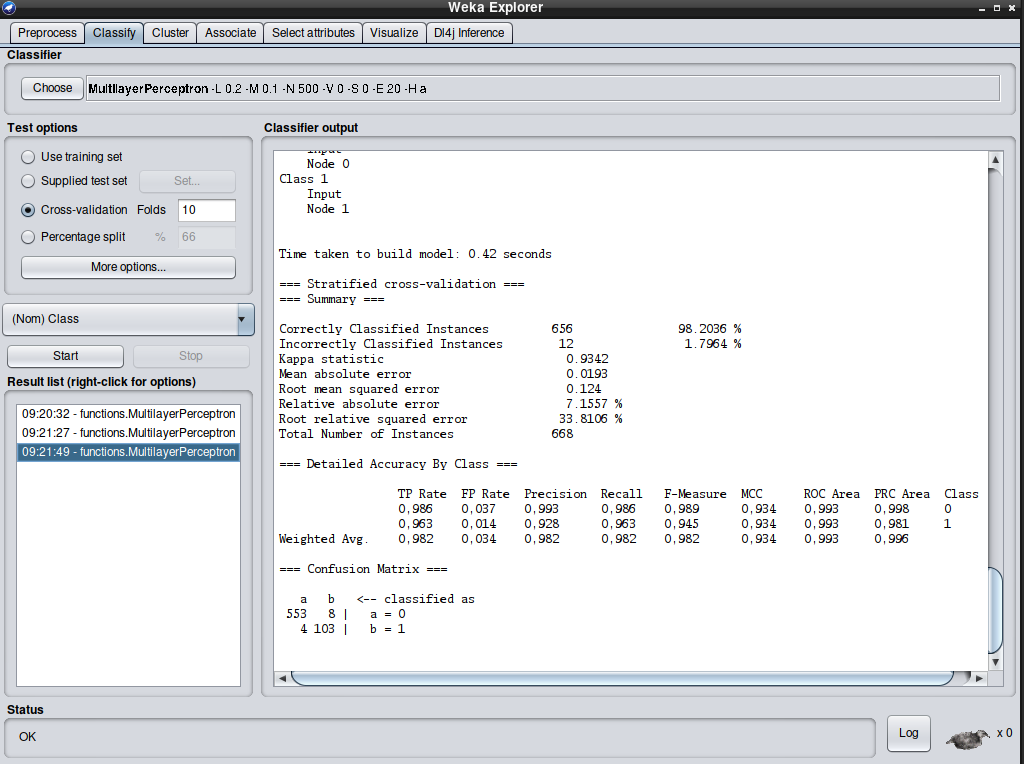 Weka Explorer
Preprocess Classify Cluster Associate Select attributes Visualize Dl4j Inference
Classifier
Choose MultilayerPerceptron -L 0.2 -M 0.1 -N 500 -V 0 -S 0 -E 20 -H a
Test options
Use training set
Supplied test set Set...
Cross-validation Folds 10
Percentage split % 66
More options...
(Nom) Class
Start Stop
Result list (right-click for options)
09:20:32 - functions.MultilayerPerceptron
09:21:27 - functions.MultilayerPerceptron
09:21:49 - functions.MultilayerPerceptron
Classifier output
Input
Node 0
Class 1
Input
Node 1
Time taken to build model: 0.42 seconds
=== Stratified cross-validation ===
=== Summary ===
Correctly Classified Instances 656 98.2036 %
Incorrectly Classified Instances 12 1.7964 %
Kappa statistic 0.9342
Mean absolute error 0.0193
Root mean squared error 0.124
Relative absolute error 7.1557 %
Root relative squared error 33.8106 %
Total Number of Instances 668
=== Detailed Accuracy By Class ===
TP Rate FP Rate Precision Recall F-Measure MCC ROC Area PRC Area Class
0,986 0,037 0,993 0,986 0,989 0,934 0,993 0,998 0
0,963 0,014 0,928 0,963 0,945 0,934 0,993 0,981 1
Weighted Avg. 0,982 0,034 0,982 0,982 0,982 0,934 0,993 0,996
=== Confusion Matrix ===
a b <-- classified as
553 8 | a = 0
4 103 | b = 1
Status
OK
Log x 0